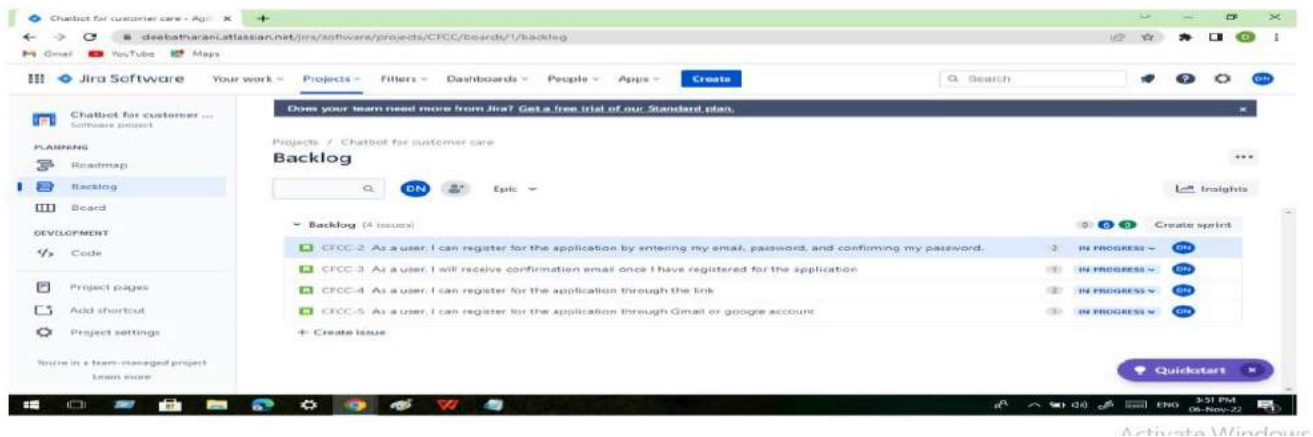 Chatbot for customer care - Agil
deebatharani.atlassian.net/jira/software/projects/CFCC/boards/1/backlog
Gmail YouTube Maps
Jira Software Your work Projects Filters Dashboards People Apps Create Search DN
Does your team need more from Jira? Get a free trial of our Standard plan.
Chatbot for customer ...
Software project
Projects / Chatbot for customer care
Backlog
PLANNING
Roadmap
Backlog
Board
DN Epic Insights
Backlog (4 issues) 0 0 Create sprint
DEVELOPMENT
Code
CFCC-2 As a user, I can register for the application by entering my email, password, and confirming my password. 2 IN PROGRESS DN
CFCC-3 As a user, I will receive confirmation email once I have registered for the application IN PROGRESS DN
CFCC-4 As a user, I can register for the application through the link 2 IN PROGRESS DN
CFCC-5 As a user, I can register for the application through Gmail or google account IN PROGRESS DN
+ Create issue
Project pages
Add shortcut
Project settings
You're in a team-managed project
Learn more
Quickstart
ENG 3:51 PM
06-Nov-22
Activate Windows